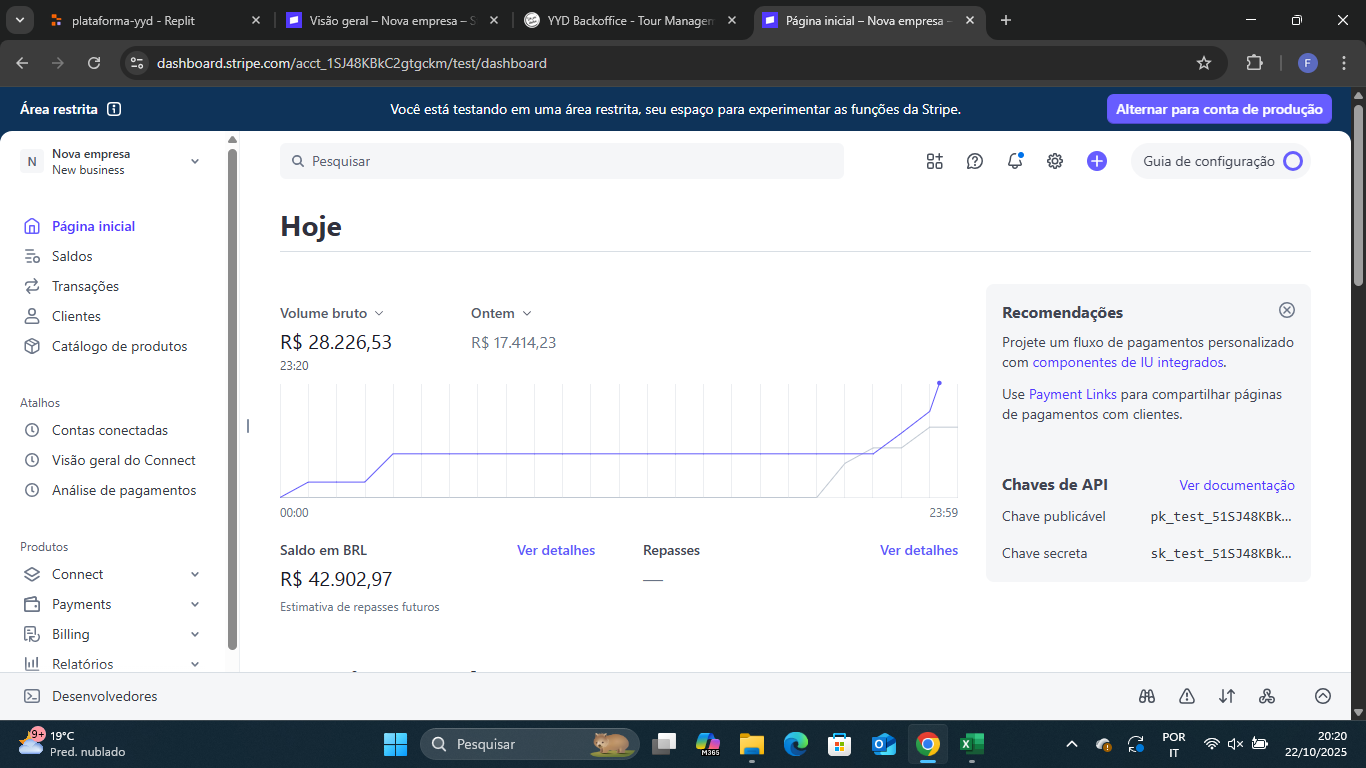 plataforma-yyd - Replit
Visão geral – Nova empresa – S
YYD Backoffice - Tour Managem
Página inicial – Nova empresa –
dashboard.stripe.com/acct_1SJ48KBkC2gtgckm/test/dashboard
F
Área restrita
Você está testando em uma área restrita, seu espaço para experimentar as funções da Stripe.
Alternar para conta de produção
N
Nova empresa
New business
Pesquisar
Guia de configuração
Página inicial
Saldos
Transações
Clientes
Catálogo de produtos
Atalhos
Contas conectadas
Visão geral do Connect
Análise de pagamentos
Produtos
Connect
Payments
Billing
Relatórios
Hoje
Volume bruto
R$ 28.226,53
23:20
Ontem
R$ 17.414,23
00:00
23:59
Saldo em BRL
Ver detalhes
R$ 42.902,97
Estimativa de repasses futuros
Repasses
Ver detalhes
—
Recomendações
Projete um fluxo de pagamentos personalizado
com componentes de IU integrados.
Use Payment Links para compartilhar páginas
de pagamentos com clientes.
Chaves de API
Ver documentação
Chave publicável
pk_test_51SJ48KBk…
Chave secreta
sk_test_51SJ48KBk…
Desenvolvedores
9+
19°C
Pred. nublado
Pesquisar
M365
POR
IT
20:20
22/10/2025